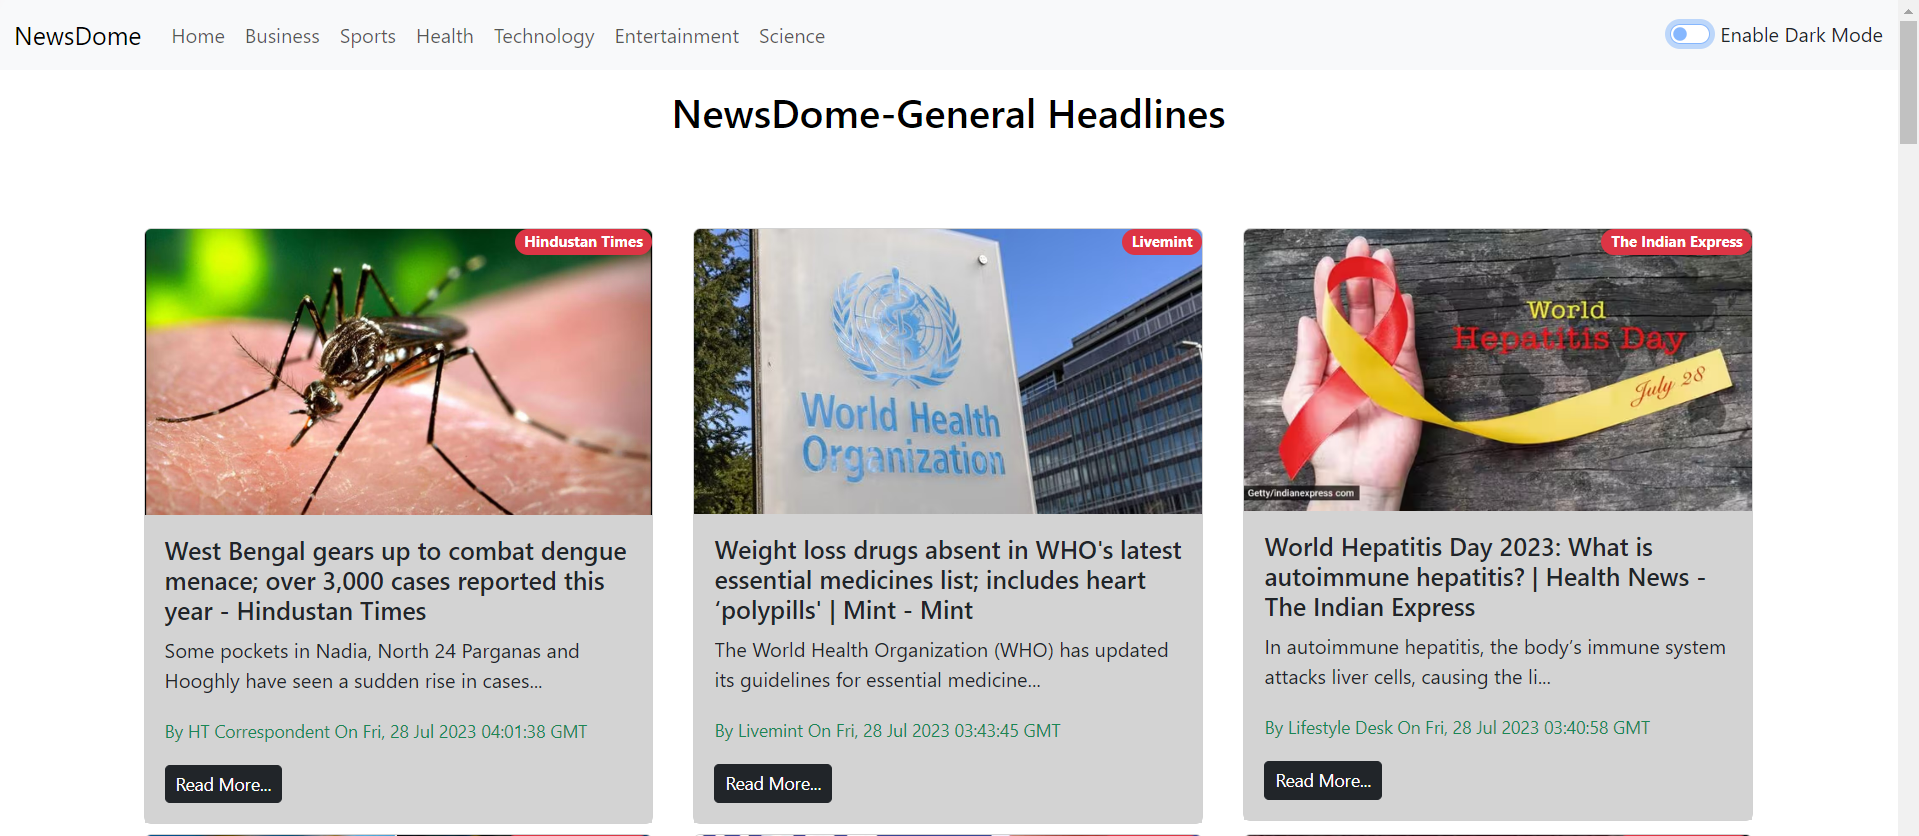 NewsDome Home Business Sports Health Technology Entertainment Science Enable Dark Mode
NewsDome-General Headlines
Hindustan Times
West Bengal gears up to combat dengue
menace; over 3,000 cases reported this
year - Hindustan Times
Some pockets in Nadia, North 24 Parganas and
Hooghly have seen a sudden rise in cases...
By HT Correspondent On Fri, 28 Jul 2023 04:01:38 GMT
Read More...
Livemint
World Health
Organization
Weight loss drugs absent in WHO's latest
essential medicines list; includes heart
‘polypills' | Mint - Mint
The World Health Organization (WHO) has updated
its guidelines for essential medicine...
By Livemint On Fri, 28 Jul 2023 03:43:45 GMT
Read More...
The Indian Express
World
Hepatitis Day
July 28
Getty/indianexpress.com
World Hepatitis Day 2023: What is
autoimmune hepatitis? | Health News -
The Indian Express
In autoimmune hepatitis, the body’s immune system
attacks liver cells, causing the li...
By Lifestyle Desk On Fri, 28 Jul 2023 03:40:58 GMT
Read More...